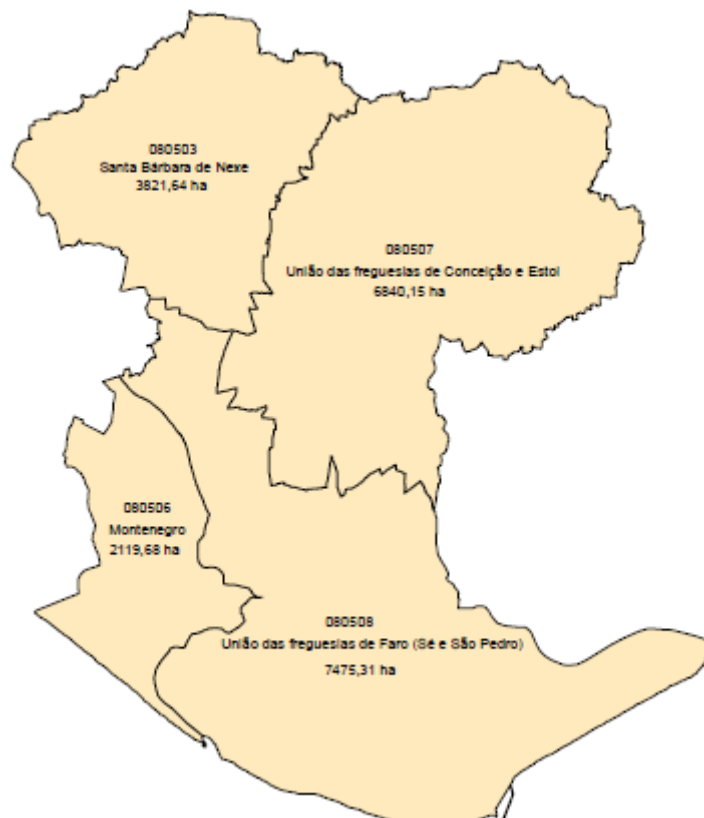 080503
Santa Bárbara de Nexe
3821,64 ha
080507
União das freguesias de Conceição e Estoi
6840,15 ha
080506
Montenegro
2119,68 ha
080508
União das freguesias de Faro (Sé e São Pedro)
7475,31 ha